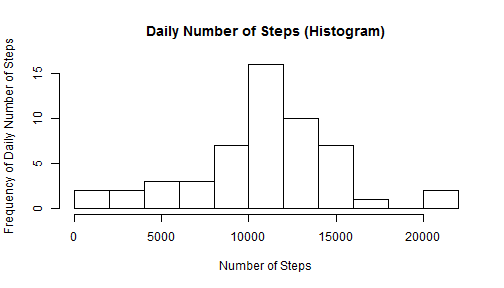 Daily Number of Steps (Histogram)
Frequency of Daily Number of Steps
15
10
5
0
0 5000 10000 15000 20000
Number of Steps